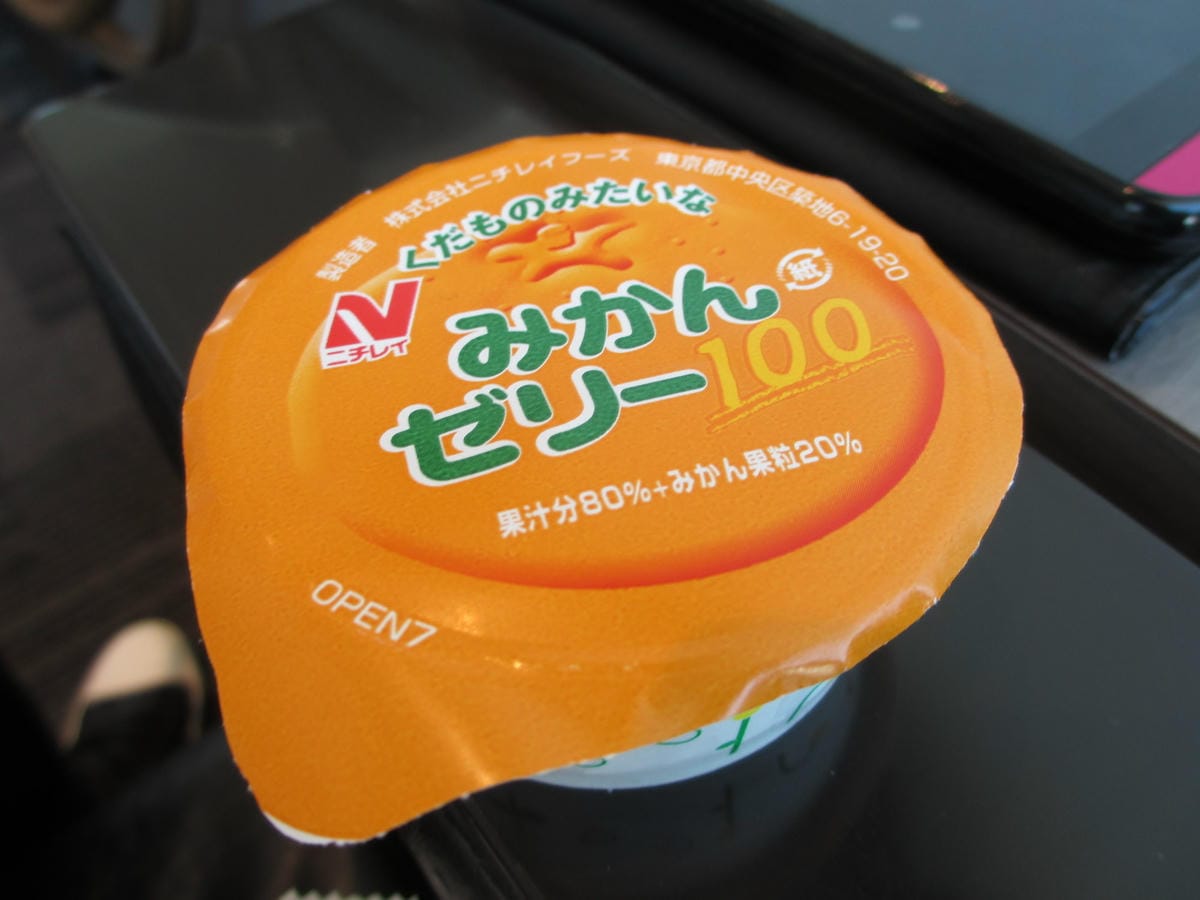 製造者 株式会社ニチレイフーズ 東京都中央区築地6-19-20
くだものみたいな
紙
N
ニチレイ
みかん
ゼリー100
果汁分80%+みかん果粒20%
OPEN7